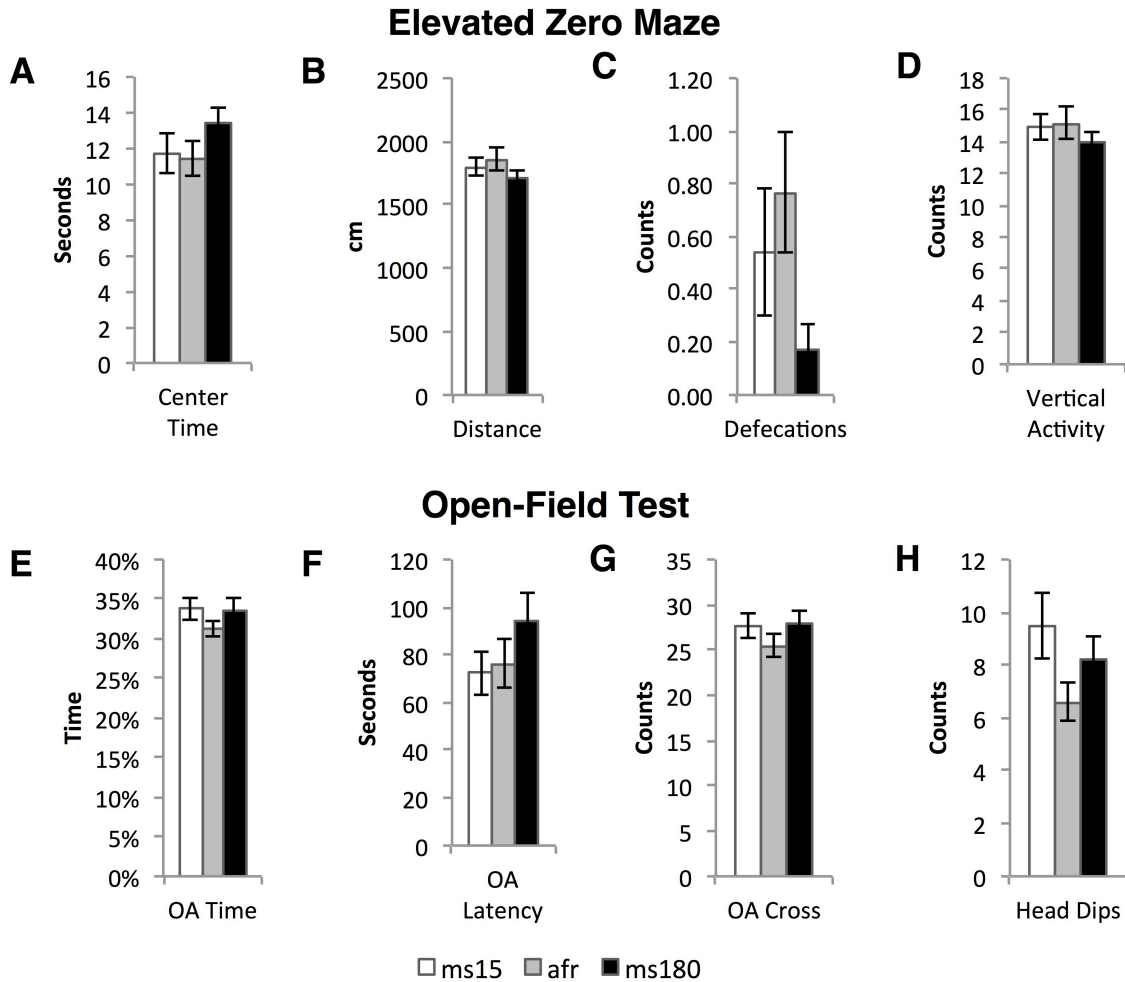 Elevated Zero Maze
A
Seconds
16
14
12
10
8
6
4
2
0
Center
Time
B
cm
2500
2000
1500
1000
500
0
Distance
C
Counts
1.20
1.00
0.80
0.60
0.40
0.20
0.00
Defecations
D
Counts
18
16
14
12
10
8
6
4
2
0
Vertical
Activity
Open-Field Test
E
Time
40%
35%
30%
25%
20%
15%
10%
5%
0%
OA Time
F
Seconds
120
100
80
60
40
20
0
OA
Latency
G
Counts
35
30
25
20
15
10
5
0
OA Cross
H
Counts
12
10
8
6
4
2
0
Head Dips
ms15 afr ms180